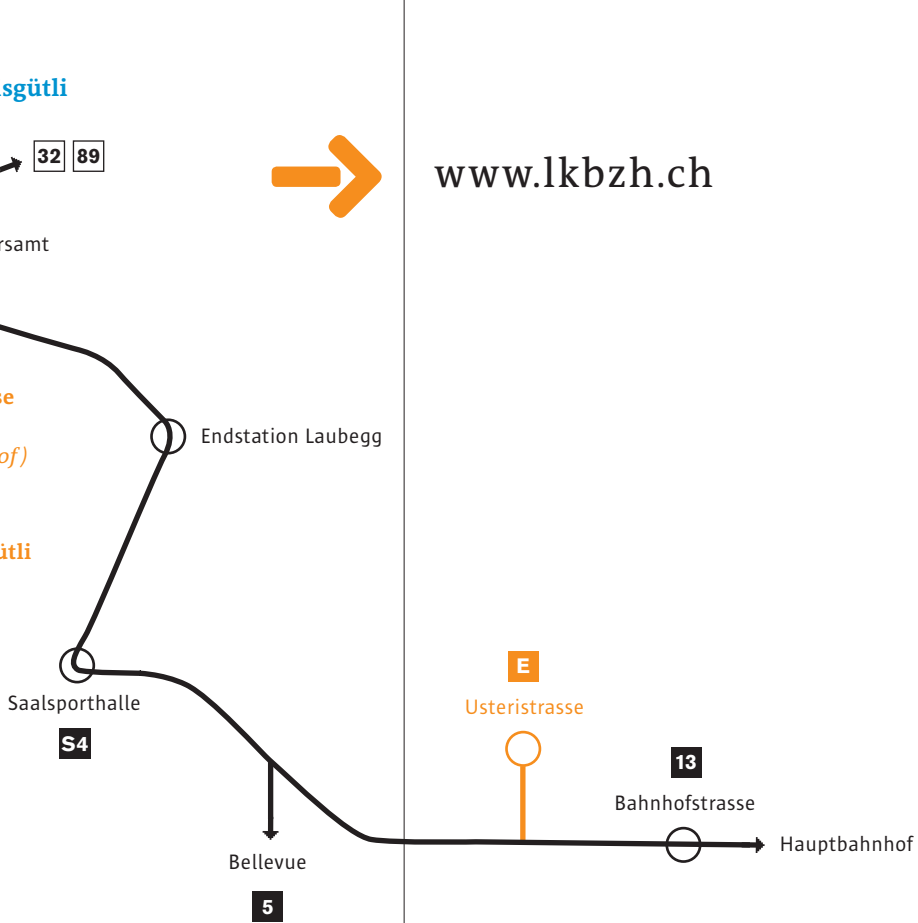 sgütli
32 89
www.lkbzh.ch
rsamt
se
Endstation Laubegg
of)
ütli
E
Usteristrasse
Saalsporthalle
S4
13
Bahnhofstrasse
Hauptbahnhof
Bellevue
5